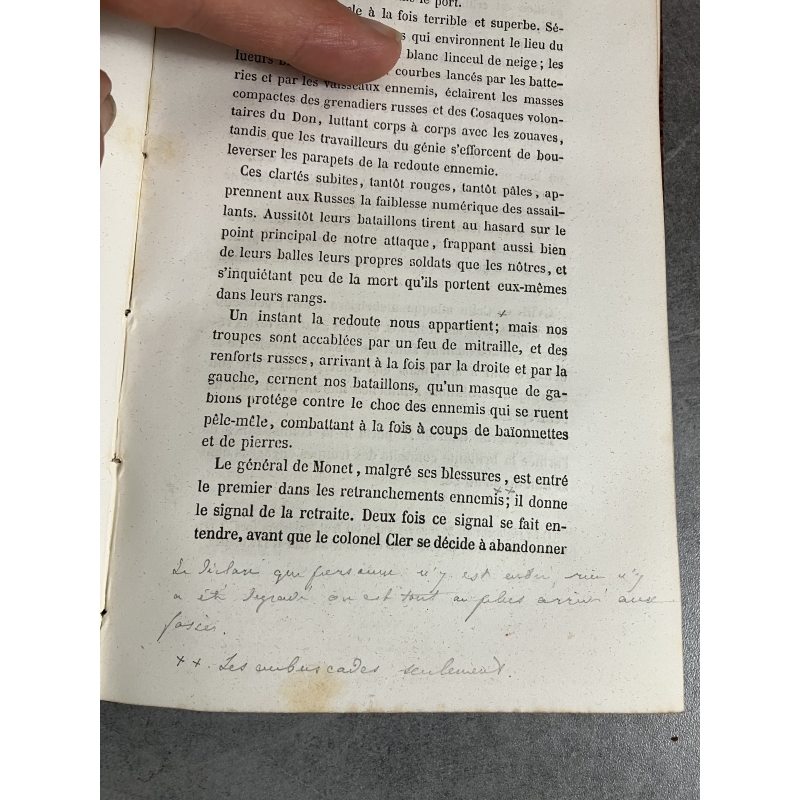 le port.
le à la fois terrible et superbe. Sé-
s qui environnent le lieu du
blanc linceul de neige; les
lueurs courbes lancés par les batte-
ries et par les vaisseaux ennemis, éclairent les masses
compactes des grenadiers russes et des Cosaques volon-
taires du Don, luttant corps à corps avec les zouaves,
tandis que les travailleurs du génie s'efforcent de bou-
leverser les parapets de la redoute ennemie.
Ces clartés subites, tantôt rouges, tantôt pâles, ap-
prennent aux Russes la faiblesse numérique des assail-
lants. Aussitôt leurs bataillons tirent au hasard sur le
point principal de notre attaque, frappant aussi bien
de leurs balles leurs propres soldats que les nôtres, et
s'inquiétant peu de la mort qu'ils portent eux-mêmes
dans leurs rangs.
Un instant la redoute nous appartient; mais nos
troupes sont accablées par un feu de mitraille, et des
renforts russes, arrivant à la fois par la droite et par la
gauche, cernent nos bataillons, qu'un masque de ga-
bions protége contre le choc des ennemis qui se ruent
pêle-mêle, combattant à la fois à coups de baïonnettes
et de pierres.
Le général de Monet, malgré ses blessures, est entré
le premier dans les retranchements ennemis; il donne
le signal de la retraite. Deux fois ce signal se fait en-
tendre, avant que le colonel Cler se décide à abandonner
que personne n'y est entré, rien n'y
a été dégradé on est tout au plus arrivé aux
fossés.
++. Les embuscades seulement.